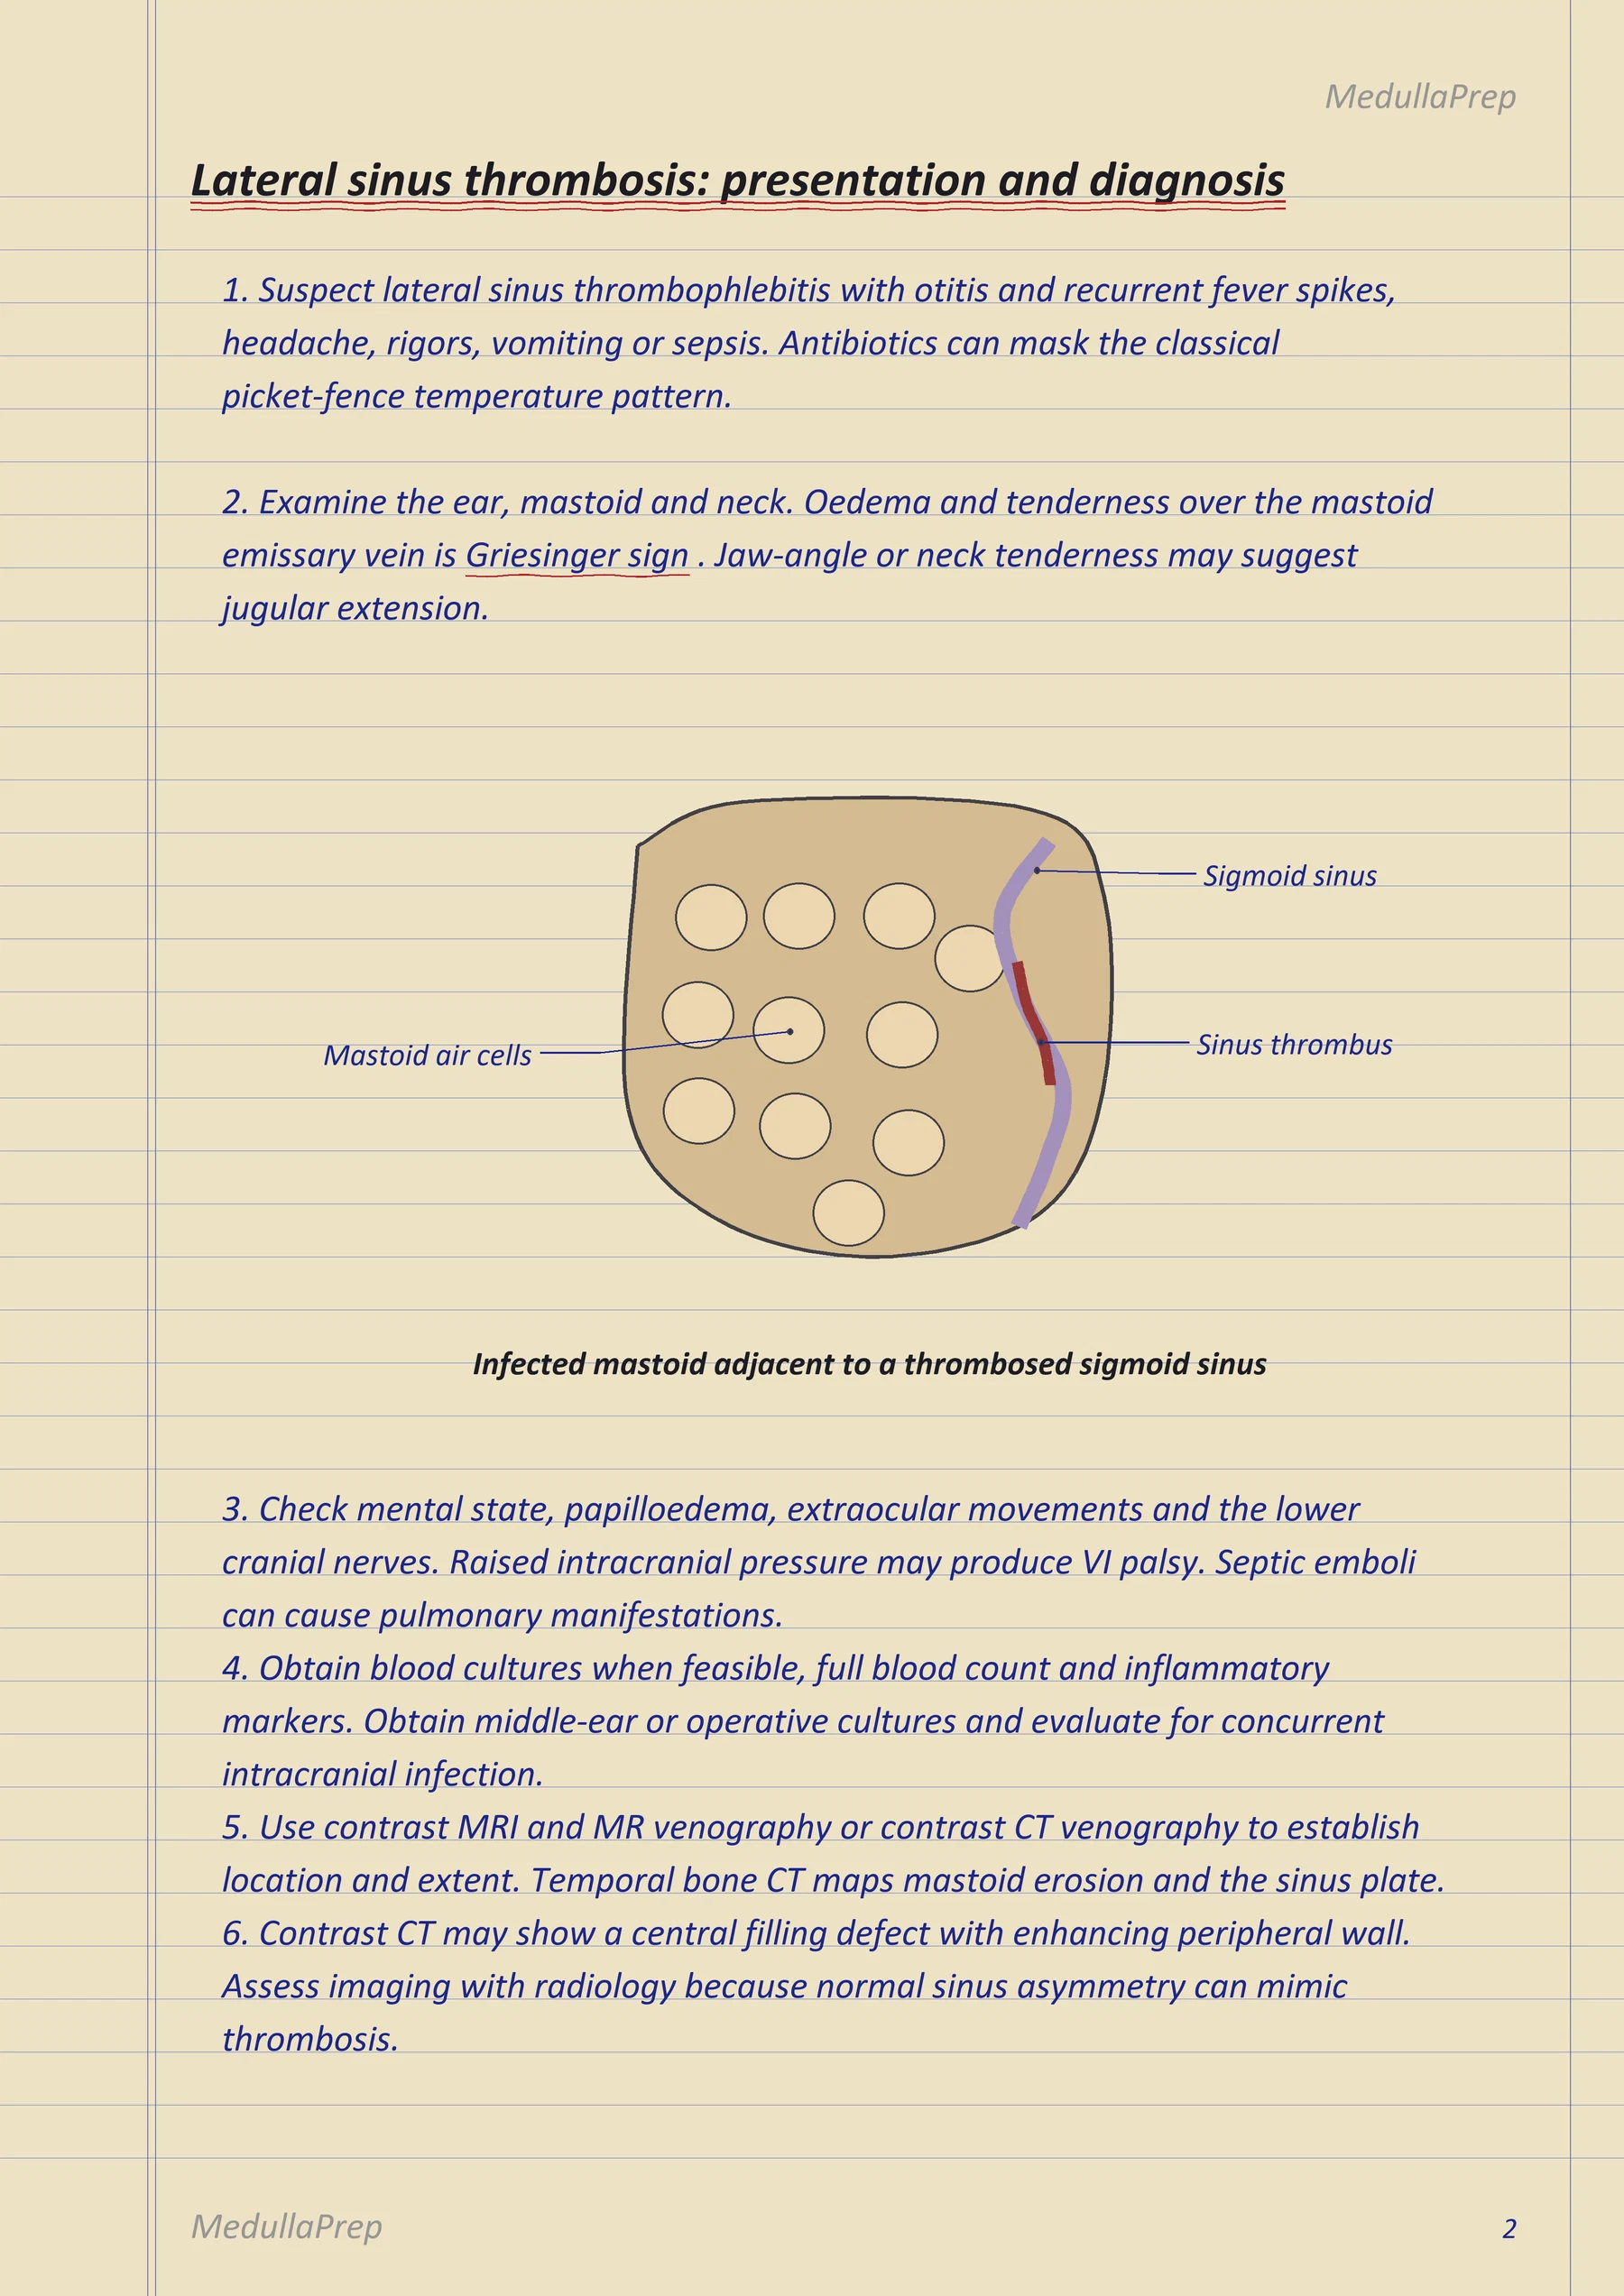 MedullaPrep
Lateral sinus thrombosis: presentation and diagnosis
1. Suspect lateral sinus thrombophlebitis with otitis and recurrent fever spikes,
headache, rigors, vomiting or sepsis. Antibiotics can mask the classical
picket-fence temperature pattern.
2. Examine the ear, mastoid and neck. Oedema and tenderness over the mastoid
emissary vein is Griesinger sign . Jaw-angle or neck tenderness may suggest
jugular extension.
Sigmoid sinus
Sinus thrombus
Mastoid air cells
Infected mastoid adjacent to a thrombosed sigmoid sinus
3. Check mental state, papilloedema, extraocular movements and the lower
cranial nerves. Raised intracranial pressure may produce VI palsy. Septic emboli
can cause pulmonary manifestations.
4. Obtain blood cultures when feasible, full blood count and inflammatory
markers. Obtain middle-ear or operative cultures and evaluate for concurrent
intracranial infection.
5. Use contrast MRI and MR venography or contrast CT venography to establish
location and extent. Temporal bone CT maps mastoid erosion and the sinus plate.
6. Contrast CT may show a central filling defect with enhancing peripheral wall.
Assess imaging with radiology because normal sinus asymmetry can mimic
thrombosis.
MedullaPrep
2